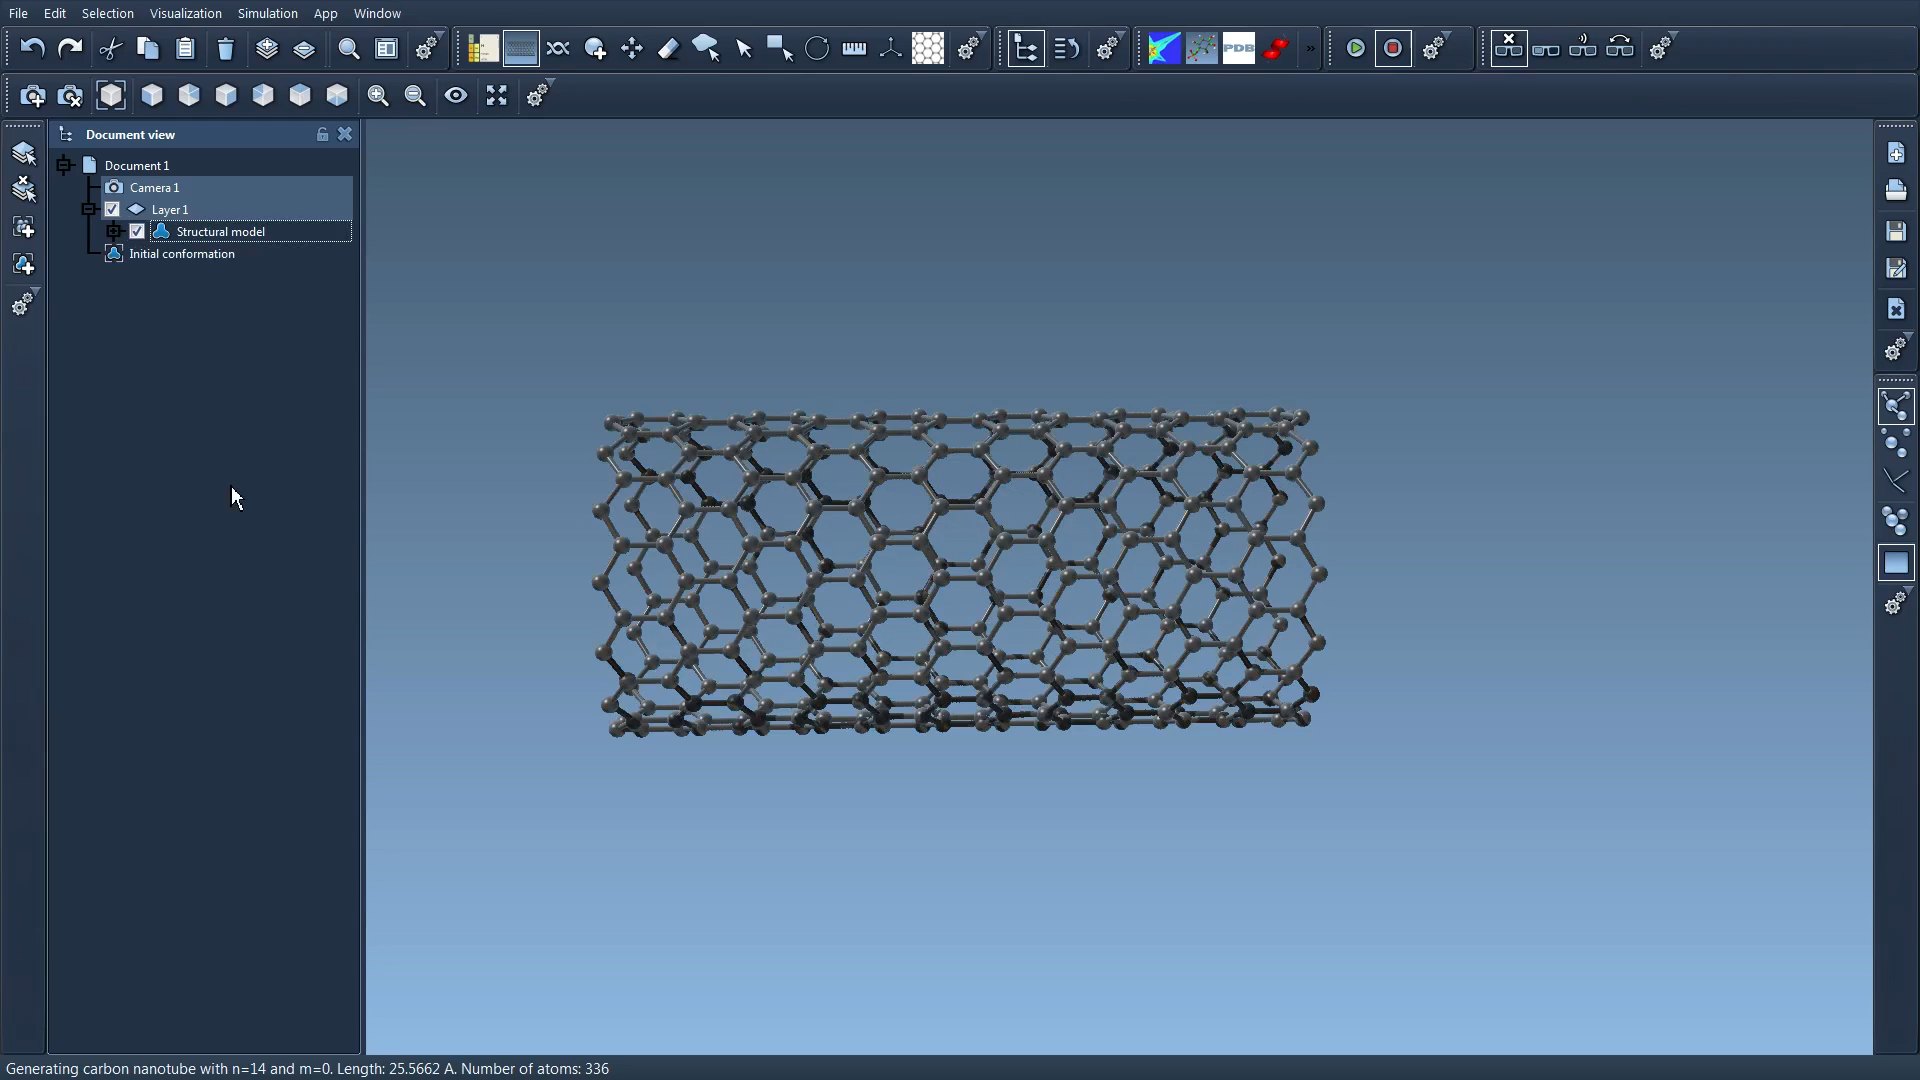 File Edit Selection Visualization Simulation App Window
PDB »
Document view
Document 1
Camera 1
Layer 1
Structural model
Initial conformation
Generating carbon nanotube with n=14 and m=0. Length: 25.5662 A. Number of atoms: 336